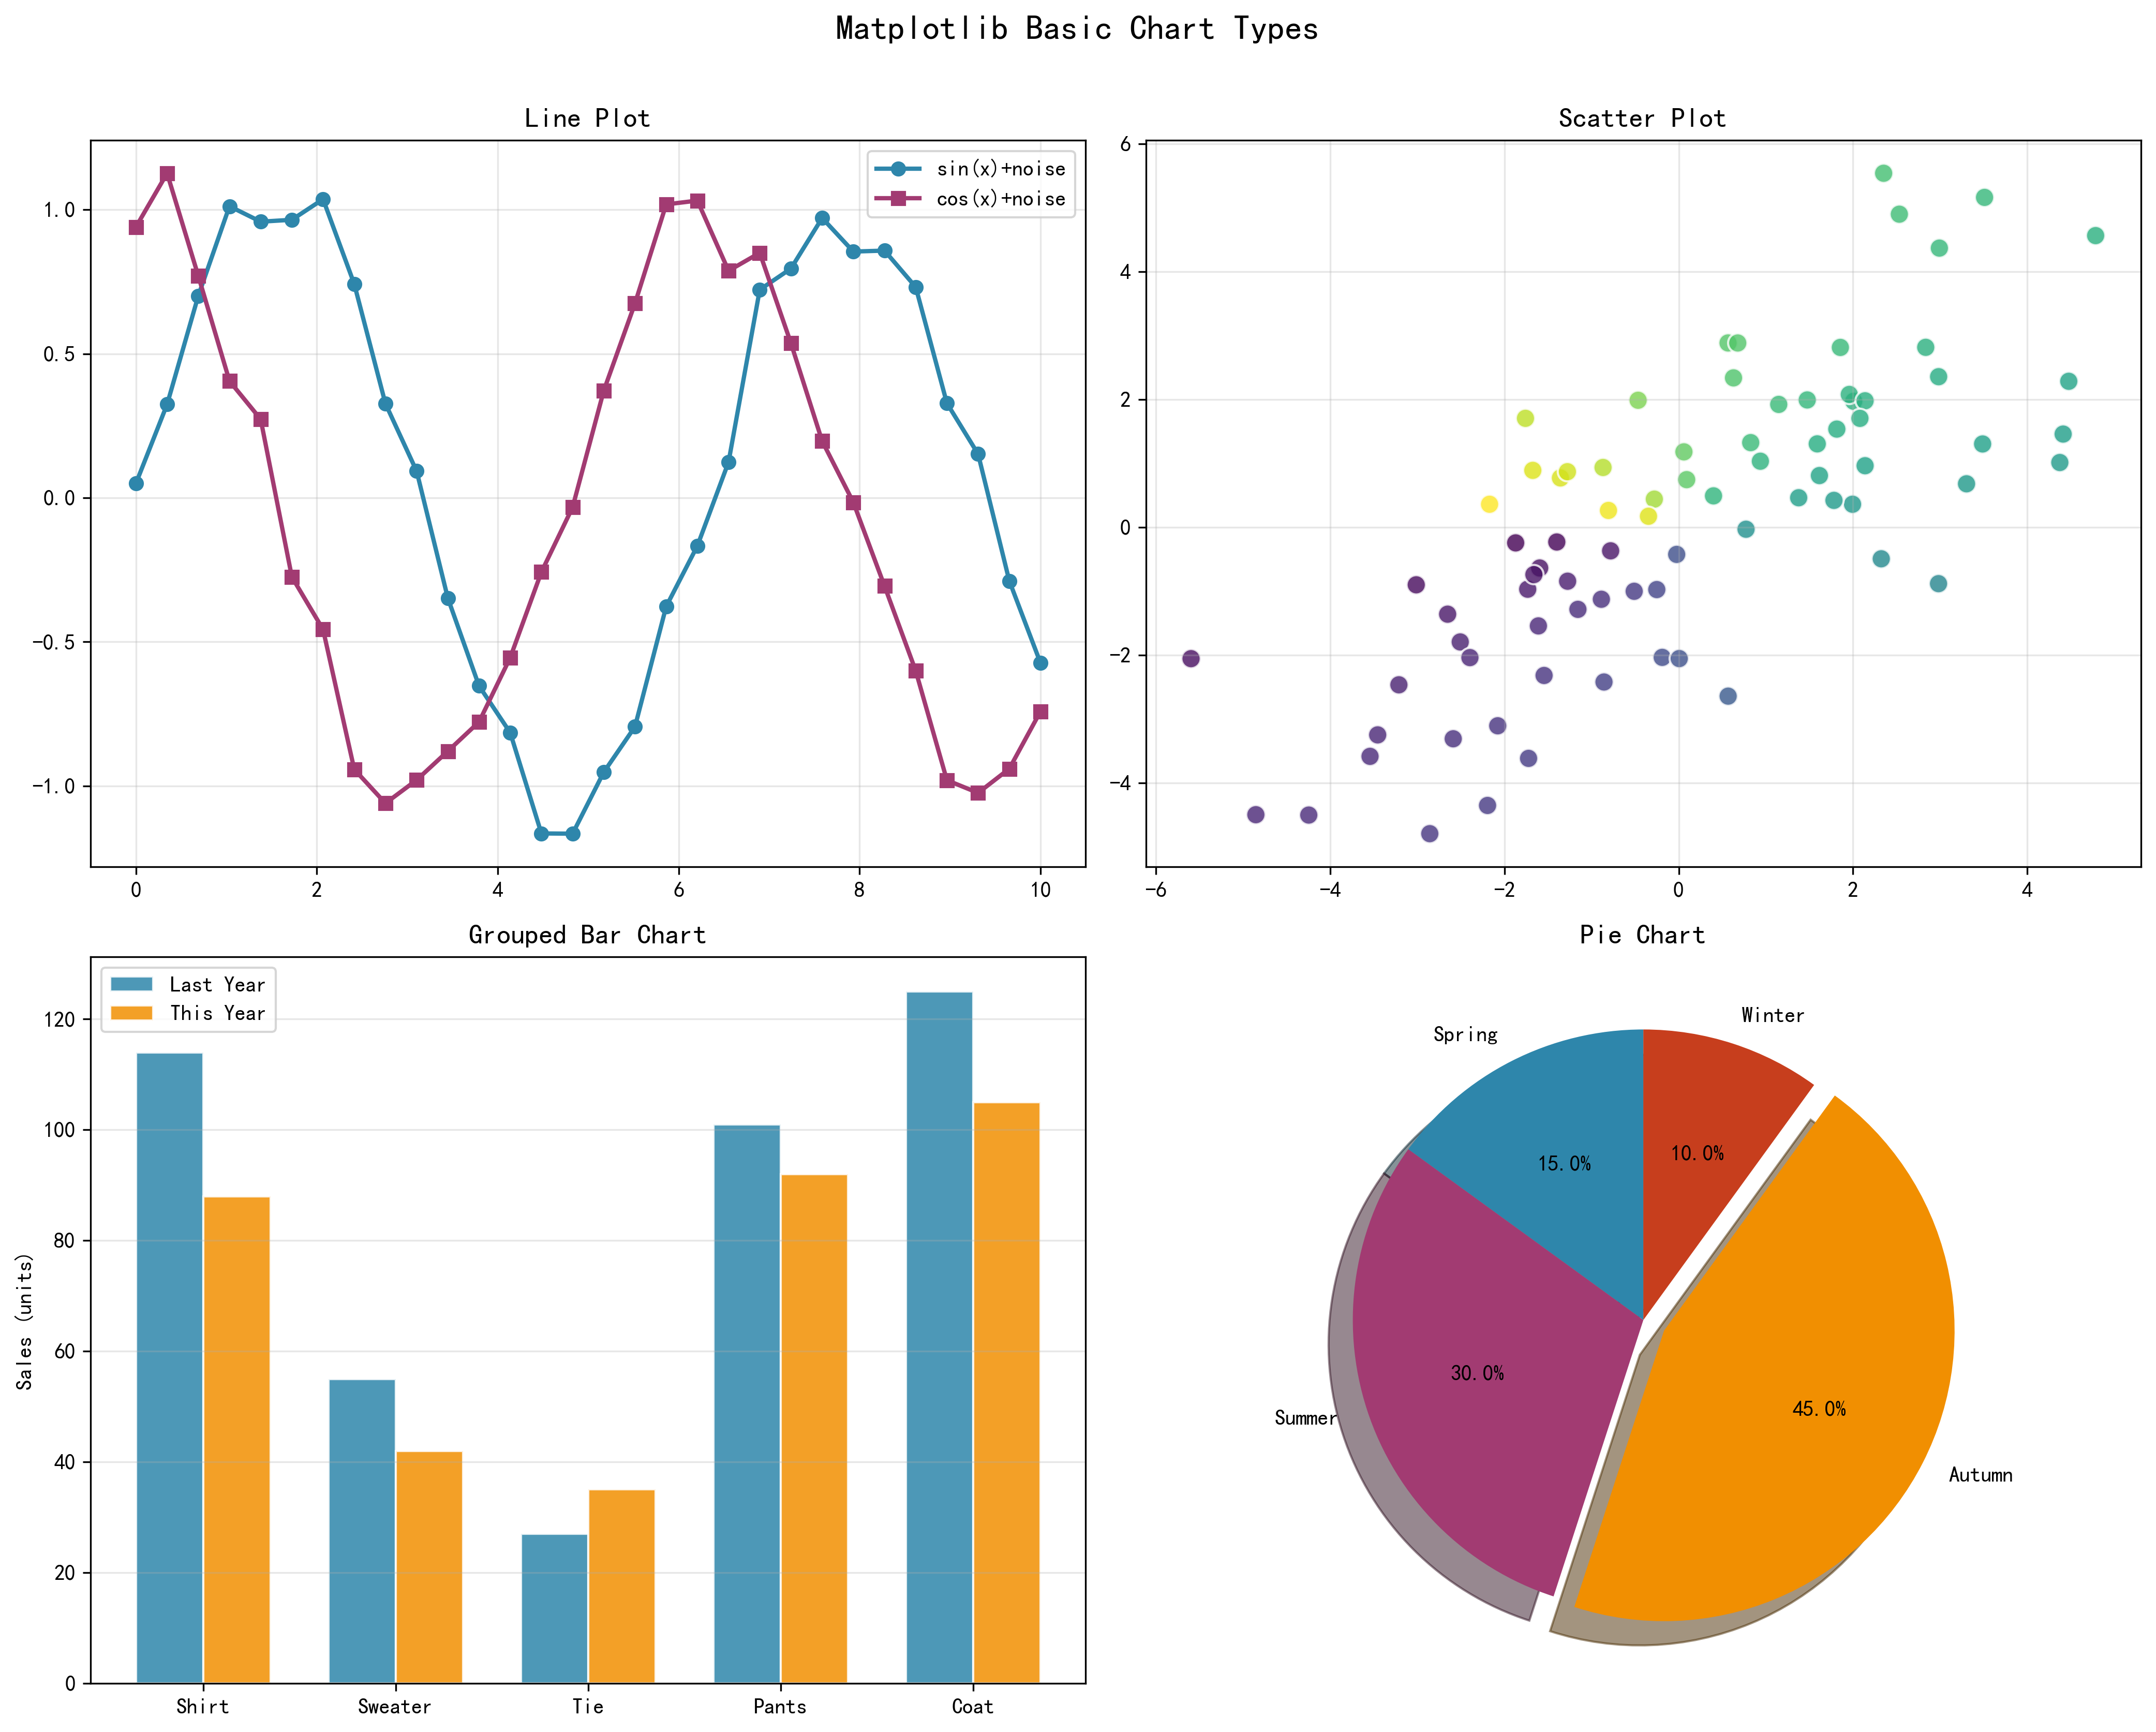 Matplotlib Basic Chart Types
Line Plot
sin(x)+noise
cos(x)+noise
1.0
0.5
0.0
−0.5
−1.0
0 2 4 6 8 10
Scatter Plot
6
4
2
0
−2
−4
−6 −4 −2 0 2 4
Grouped Bar Chart
Last Year
This Year
Sales (units)
120
100
80
60
40
20
0
Shirt Sweater Tie Pants Coat
Pie Chart
Winter
Spring
10.0%
15.0%
30.0%
45.0%
Summer
Autumn